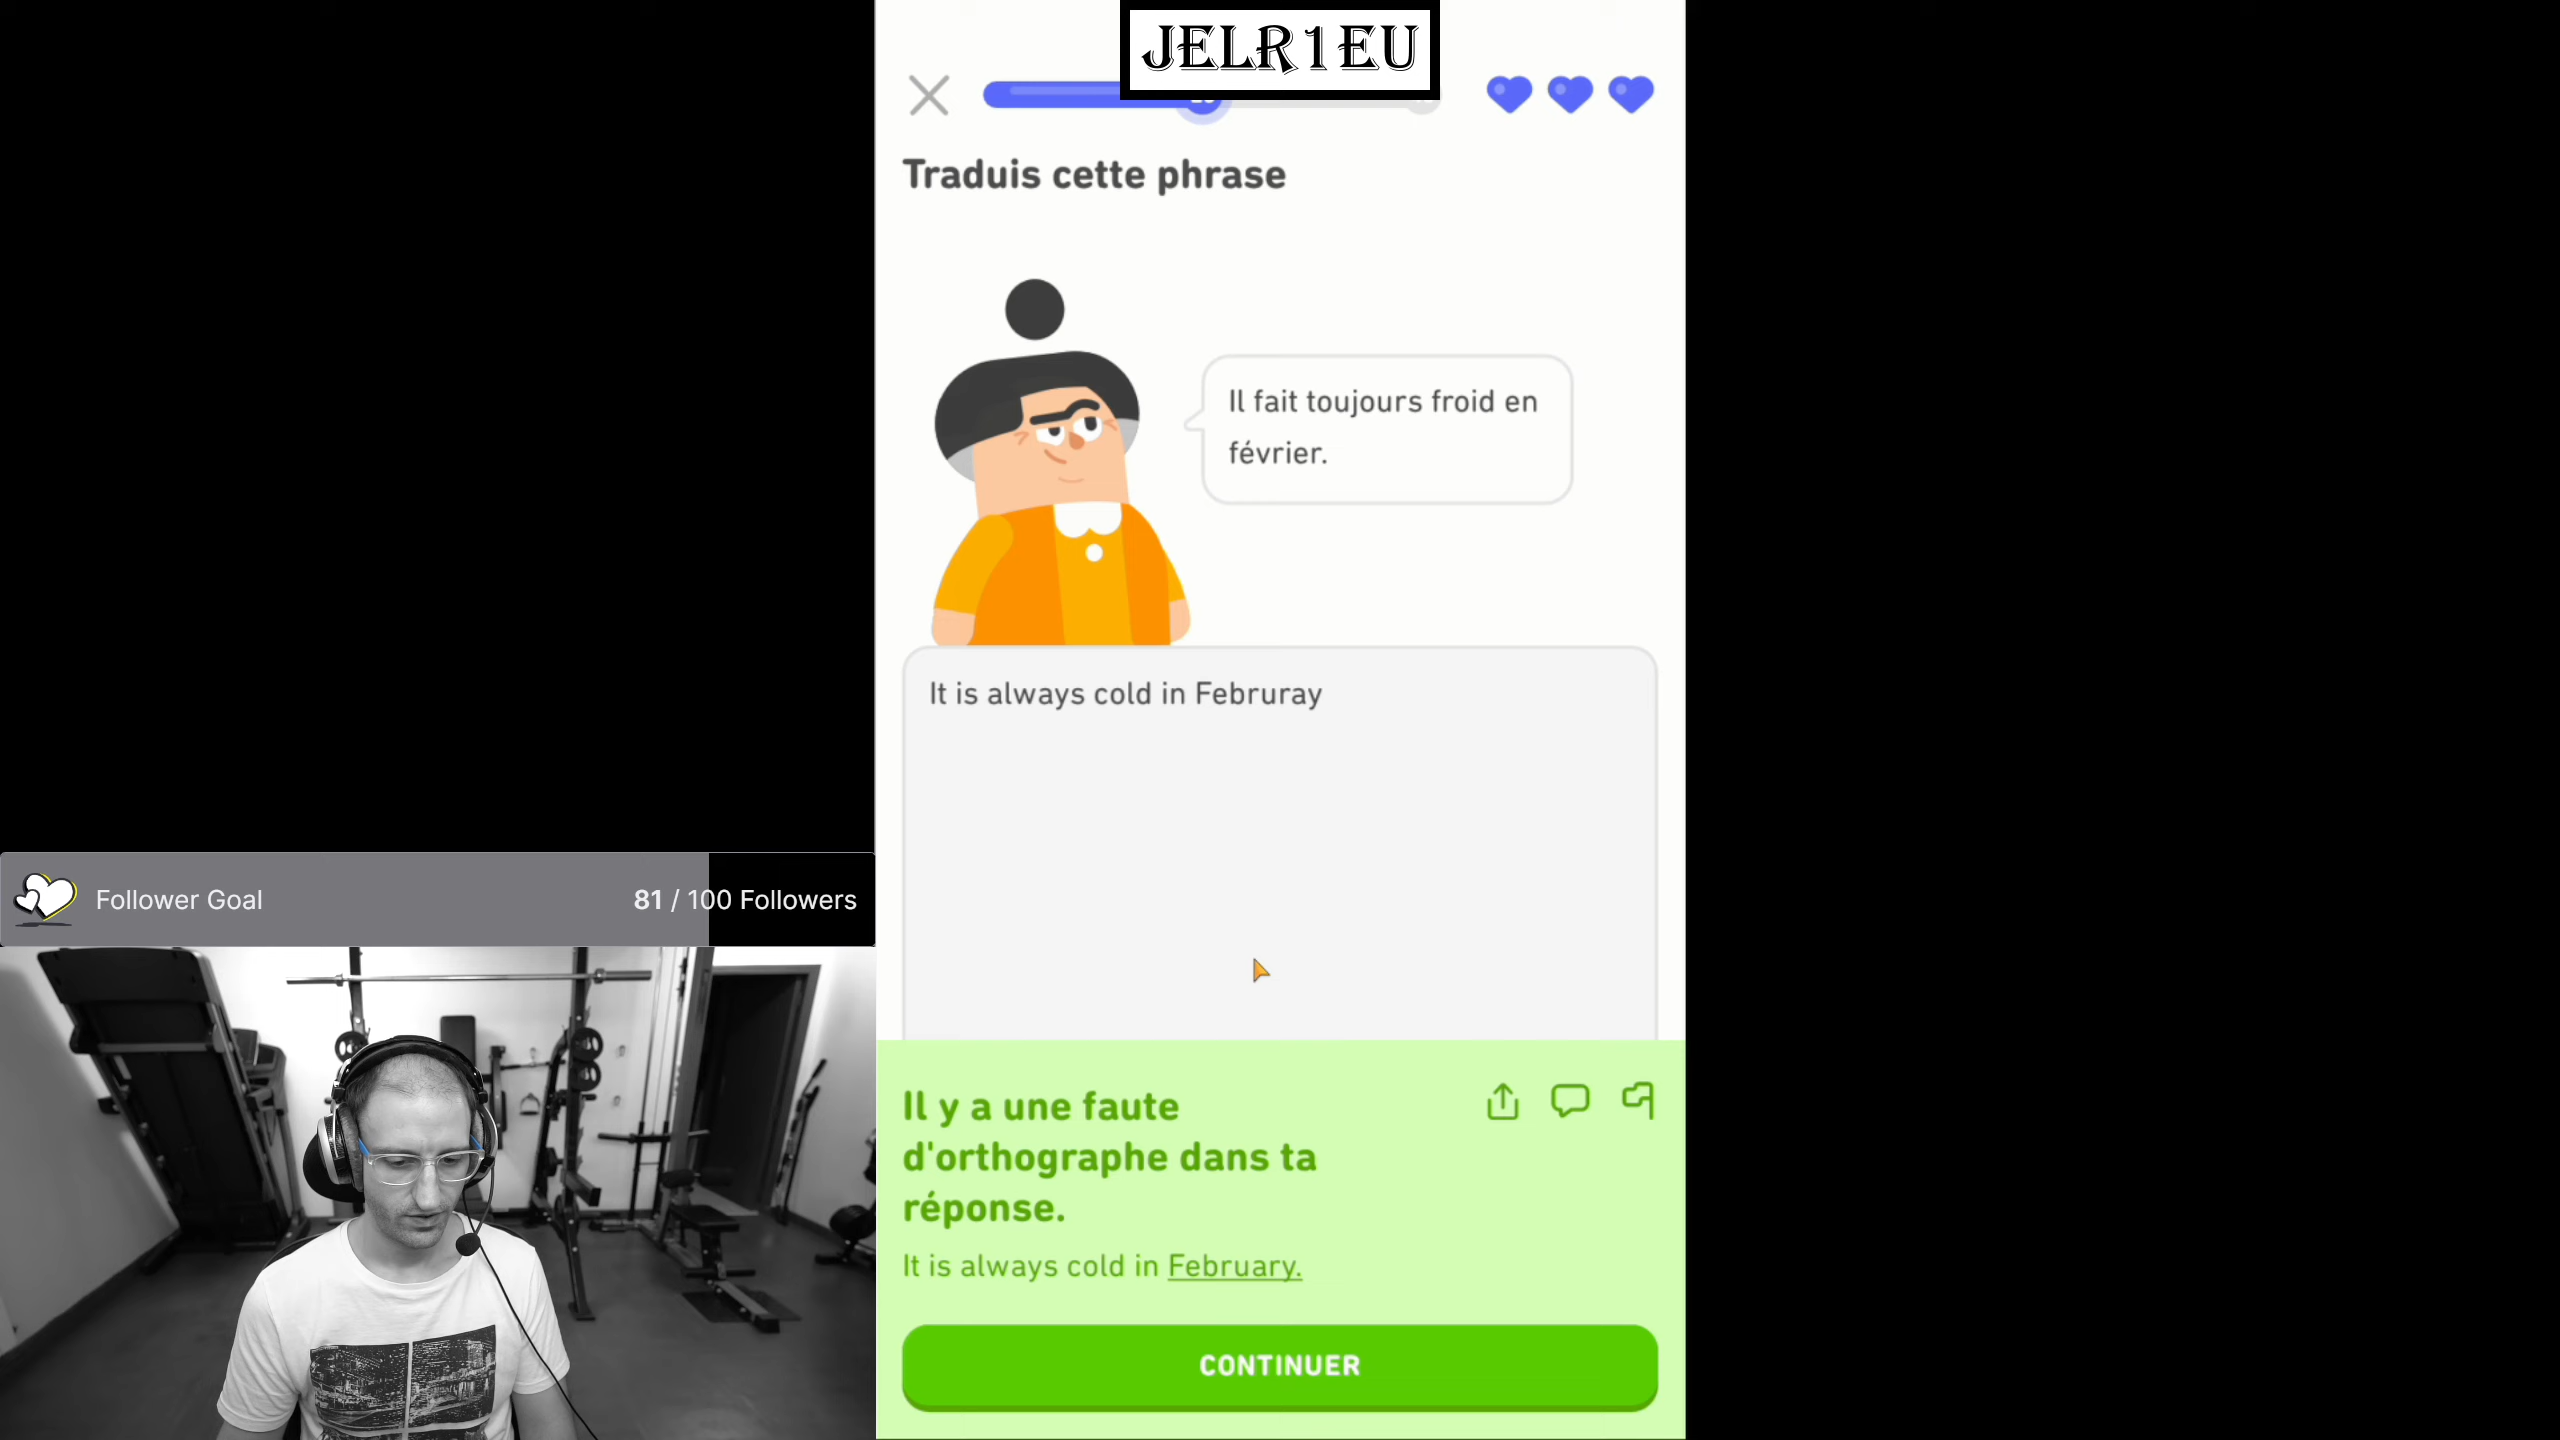 JELR1EU
Traduis cette phrase
Il fait toujours froid en
février.
It is always cold in Februray
Follower Goal
81 / 100 Followers
Il y a une faute
d'orthographe dans ta
réponse.
It is always cold in February.
CONTINUER